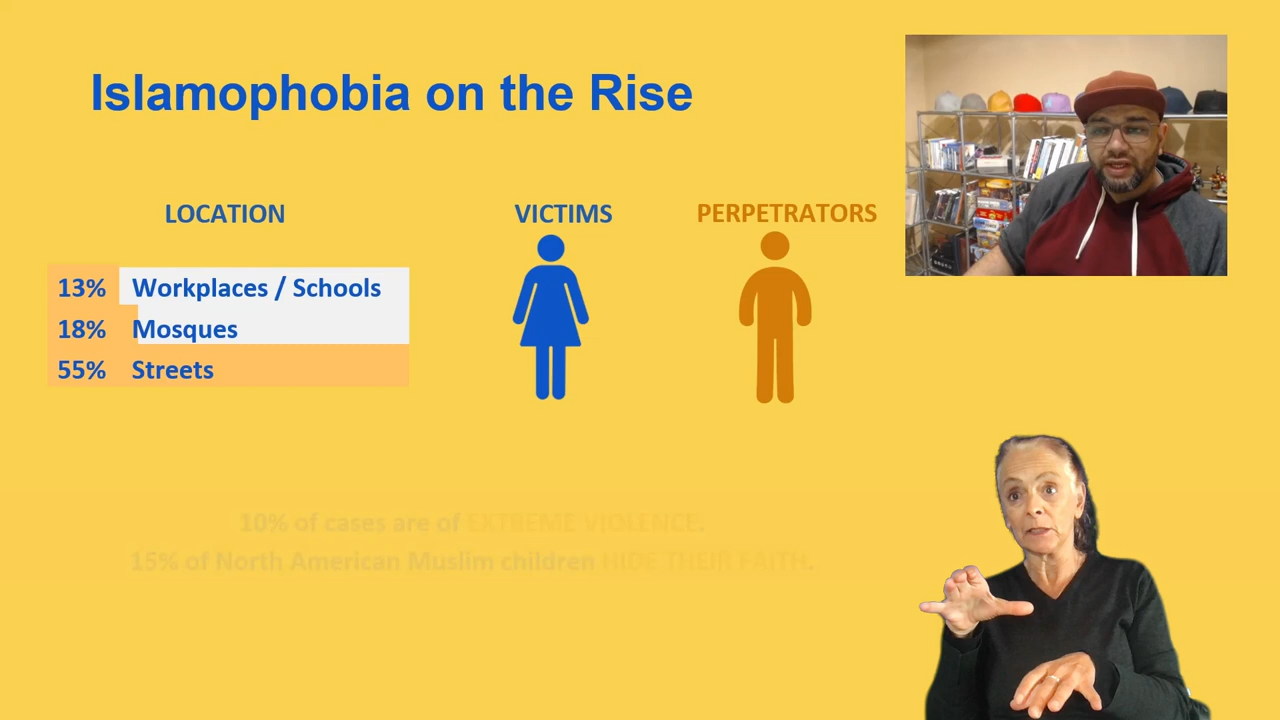 Islamophobia on the Rise
LOCATION
VICTIMS
PERPETRATORS
13% Workplaces / Schools
18% Mosques
55% Streets
10% of cases are of EXTREME VIOLENCE.
15% of North American Muslim children HIDE THEIR FAITH.